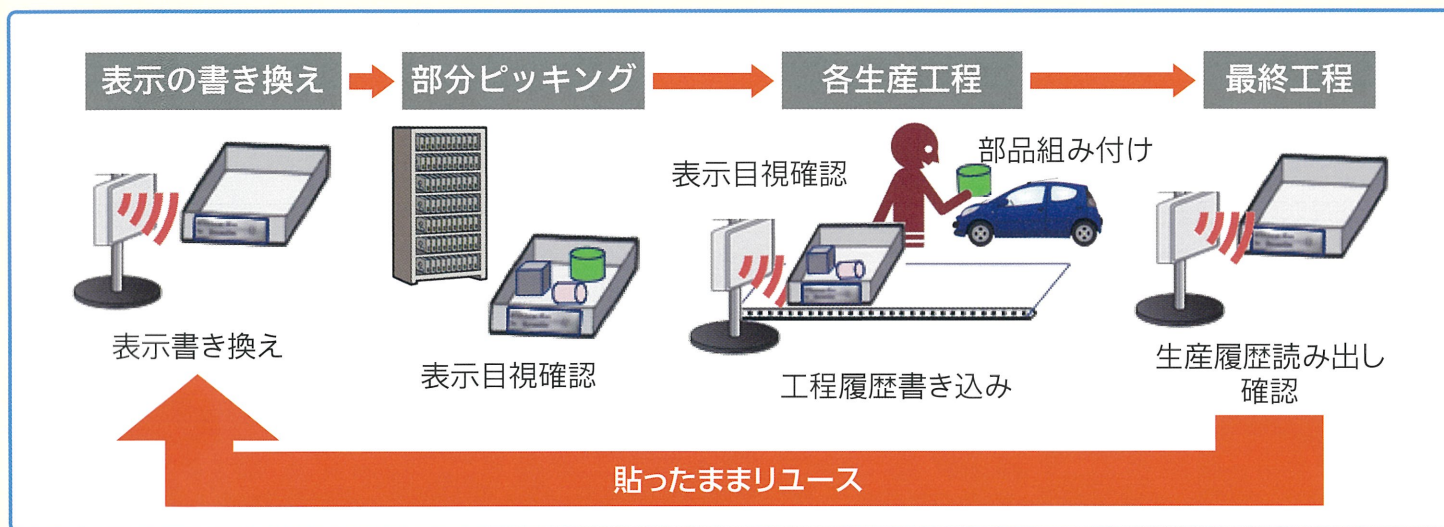 表示の書き換え
部分ピッキング
各生産工程
最終工程
表示目視確認
部品組み付け
表示書き換え
表示目視確認
工程履歴書き込み
生産履歴読み出し
確認
貼ったままリユース